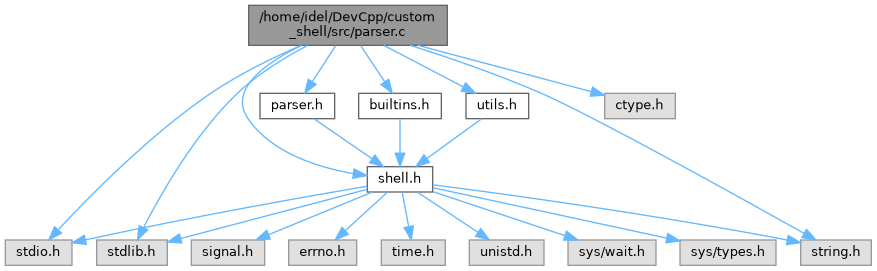 /home/idel/DevCpp/custom
_shell/src/parser.c
parser.h
builtins.h
utils.h
ctype.h
shell.h
stdio.h
stdlib.h
signal.h
errno.h
time.h
unistd.h
sys/wait.h
sys/types.h
string.h